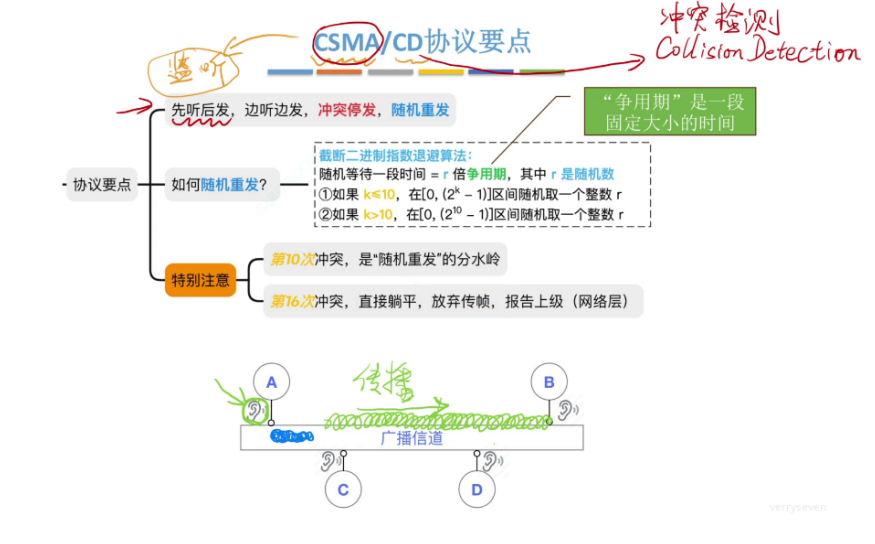 CSMA/CD协议要点
冲突检测
Collision Detection
监听
先听后发，边听边发，冲突停发，随机重发
“争用期”是一段
固定大小的时间
协议要点
如何随机重发？
截断二进制指数退避算法：
随机等待一段时间 = r 倍争用期，其中 r 是随机数
①如果 k≤10，在[0, (2ᵏ − 1)]区间随机取一个整数 r
②如果 k>10，在[0, (2¹⁰ − 1)]区间随机取一个整数 r
特别注意
第10次冲突，是“随机重发”的分水岭
第16次冲突，直接躺平，放弃传帧，报告上级（网络层）
传播
A
B
广播信道
C
D
verryseven